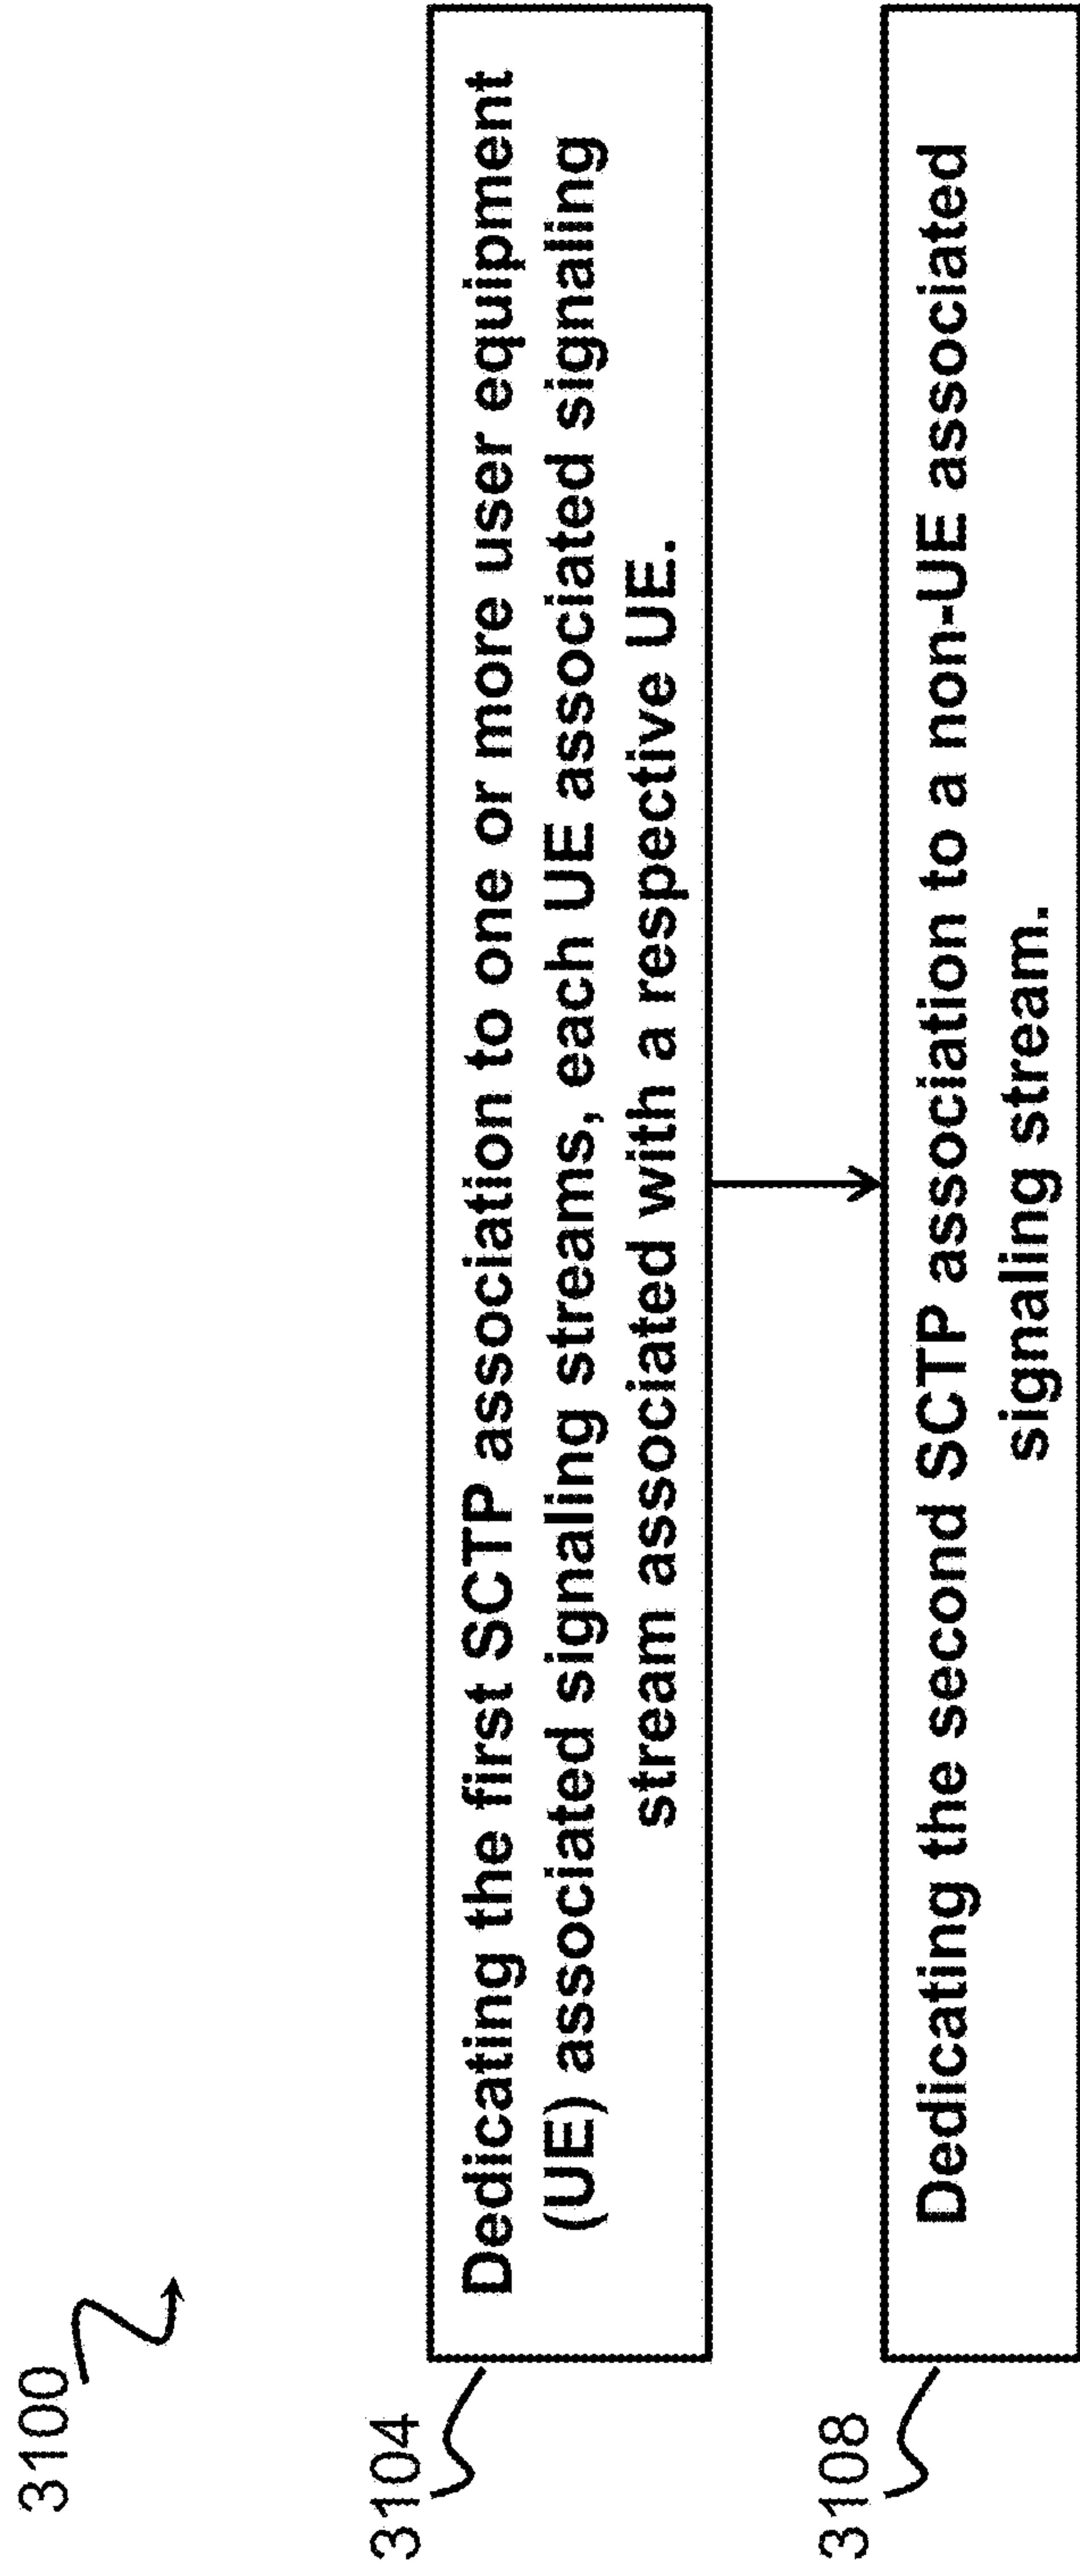 3100
3104
Dedicating the first SCTP association to one or more user equipment
(UE) associated signaling streams, each UE associated signaling
stream associated with a respective UE.
3108
Dedicating the second SCTP association to a non-UE associated
signaling stream.